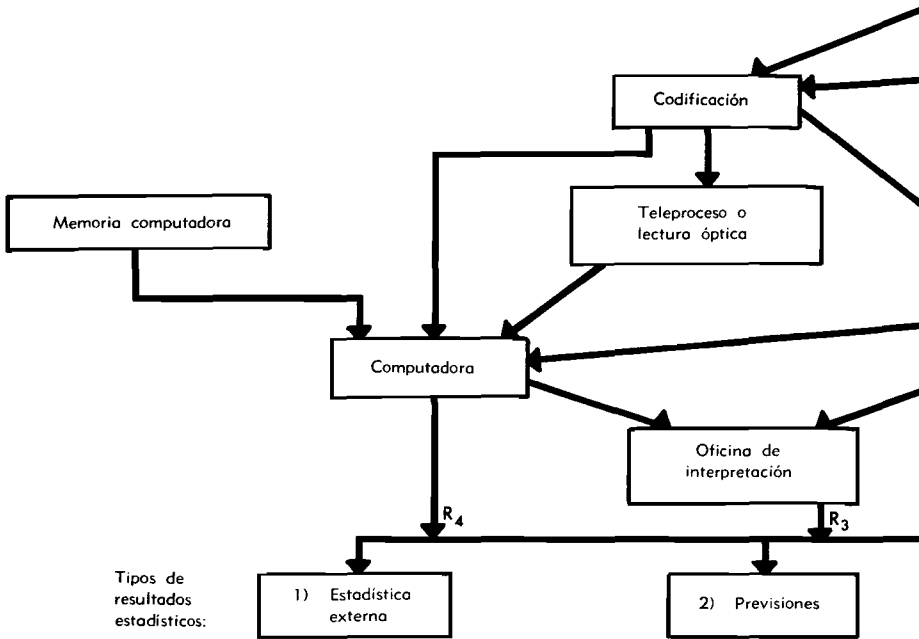 Codificación
Memoria computadora
Teleproceso o
lectura óptica
Computadora
Oficina de
interpretación
R4
R3
Tipos de
resultados
estadísticos:
1) Estadística
externa
2) Previsiones